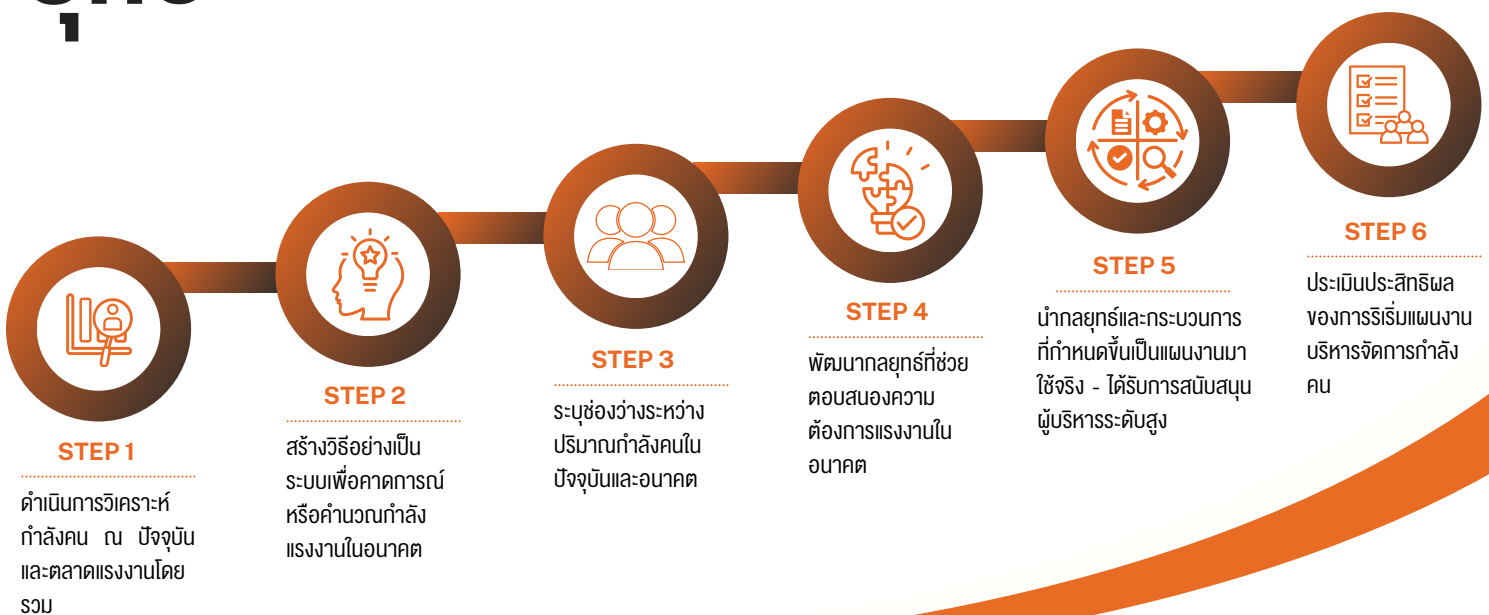 STEP 1
ดำเนินการวิเคราะห์
กำลังคน ณ ปัจจุบัน
และตลาดแรงงานโดย
รวม
STEP 2
สร้างวิธีอย่างเป็น
ระบบเพื่อคาดการณ์
หรือคำนวณกำลัง
แรงงานในอนาคต
STEP 3
ระบุช่องว่างระหว่าง
ปริมาณกำลังคนใน
ปัจจุบันและอนาคต
STEP 4
พัฒนากลยุทธ์ที่ช่วย
ตอบสนองความ
ต้องการแรงงานใน
อนาคต
STEP 5
นำกลยุทธ์และกระบวนการ
ที่กำหนดขึ้นเป็นแผนงานมา
ใช้จริง - ได้รับการสนับสนุน
ผู้บริหารระดับสูง
STEP 6
ประเมินประสิทธิผล
ของการริเริ่มแผนงาน
บริหารจัดการกำลัง
คน